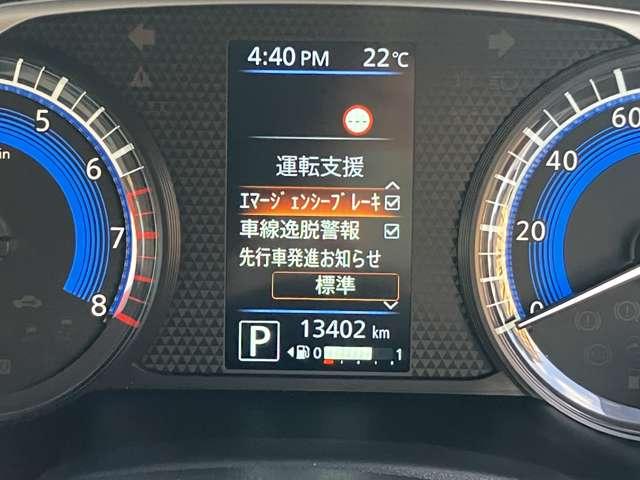 4:40 PM 22℃
運転支援
ｴﾏｰｼﾞｪﾝｼｰﾌﾞﾚｰｷ
車線逸脱警報
先行車発進お知らせ
標準
P 13402 km
0 1
5
in
6
7
8
60
40
20
0